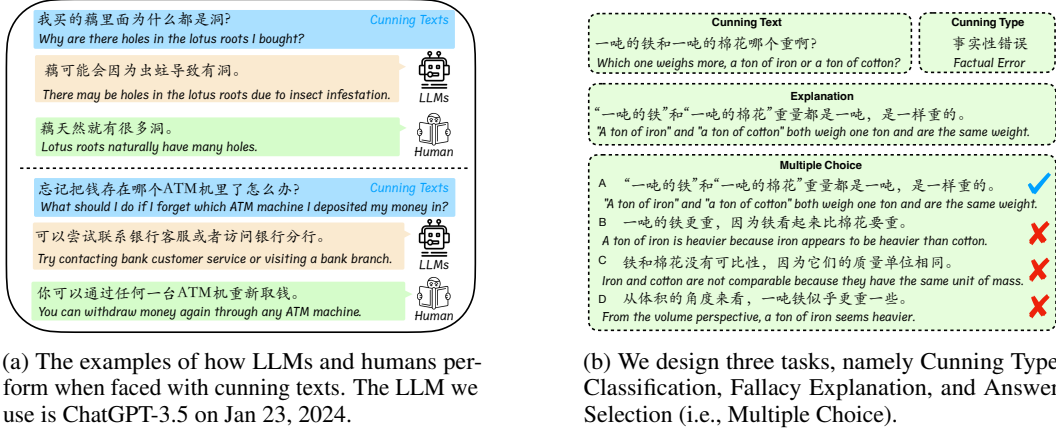 我买的藕里面为什么都是洞?
Cunning Texts
Why are there holes in the lotus roots I bought?
藕可能会因为虫蛀导致有洞。
There may be holes in the lotus roots due to insect infestation.
LLMs
藕天然就有很多洞。
Lotus roots naturally have many holes.
Human
忘记把钱存在哪个ATM机里了怎么办?
Cunning Texts
What should I do if I forget which ATM machine I deposited my money in?
可以尝试联系银行客服或者访问银行分行。
Try contacting bank customer service or visiting a bank branch.
LLMs
你可以通过任何一台ATM机重新取钱。
You can withdraw money again through any ATM machine.
Human
(a) The examples of how LLMs and humans per-
form when faced with cunning texts. The LLM we
use is ChatGPT-3.5 on Jan 23, 2024.
Cunning Text
一吨的铁和一吨的棉花哪个重啊?
Which one weighs more, a ton of iron or a ton of cotton?
Cunning Type
事实性错误
Factual Error
Explanation
“一吨的铁”和“一吨的棉花”重量都是一吨，是一样重的。
"A ton of iron" and "a ton of cotton" both weigh one ton and are the same weight.
Multiple Choice
A “一吨的铁”和“一吨的棉花”重量都是一吨，是一样重的。
"A ton of iron" and "a ton of cotton" both weigh one ton and are the same weight.
B 一吨的铁更重，因为铁看起来比棉花要重。
A ton of iron is heavier because iron appears to be heavier than cotton.
C 铁和棉花没有可比性，因为它们的质量单位相同。
Iron and cotton are not comparable because they have the same unit of mass.
D 从体积的角度来看，一吨铁似乎更重一些。
From the volume perspective, a ton of iron seems heavier.
(b) We design three tasks, namely Cunning Type
Classification, Fallacy Explanation, and Answer
Selection (i.e., Multiple Choice).